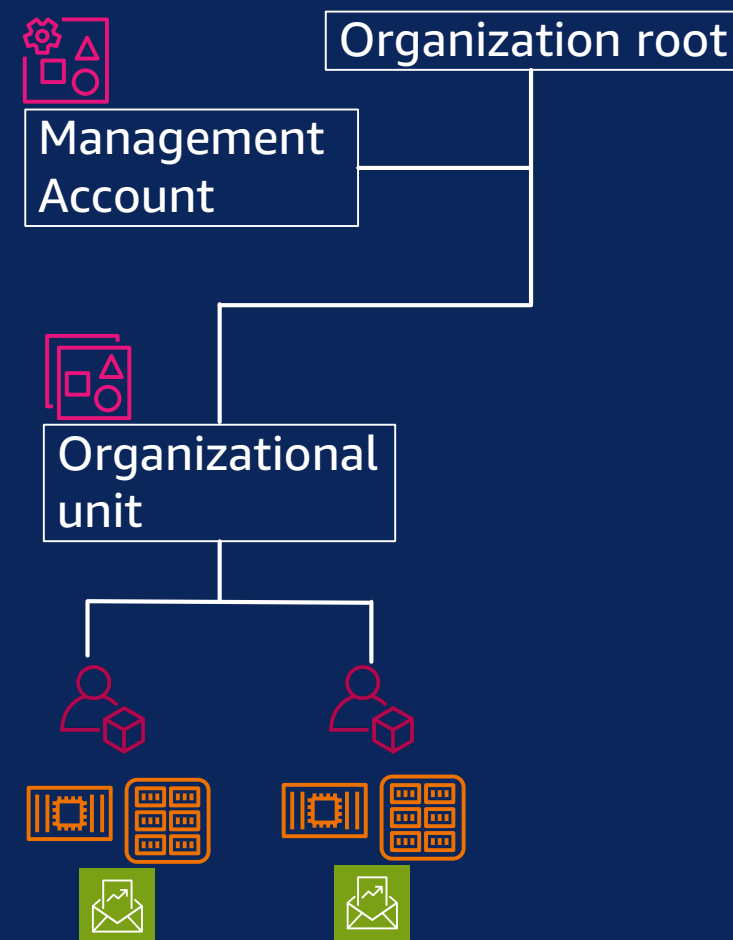 Organization root
Management
Account
Organizational
unit